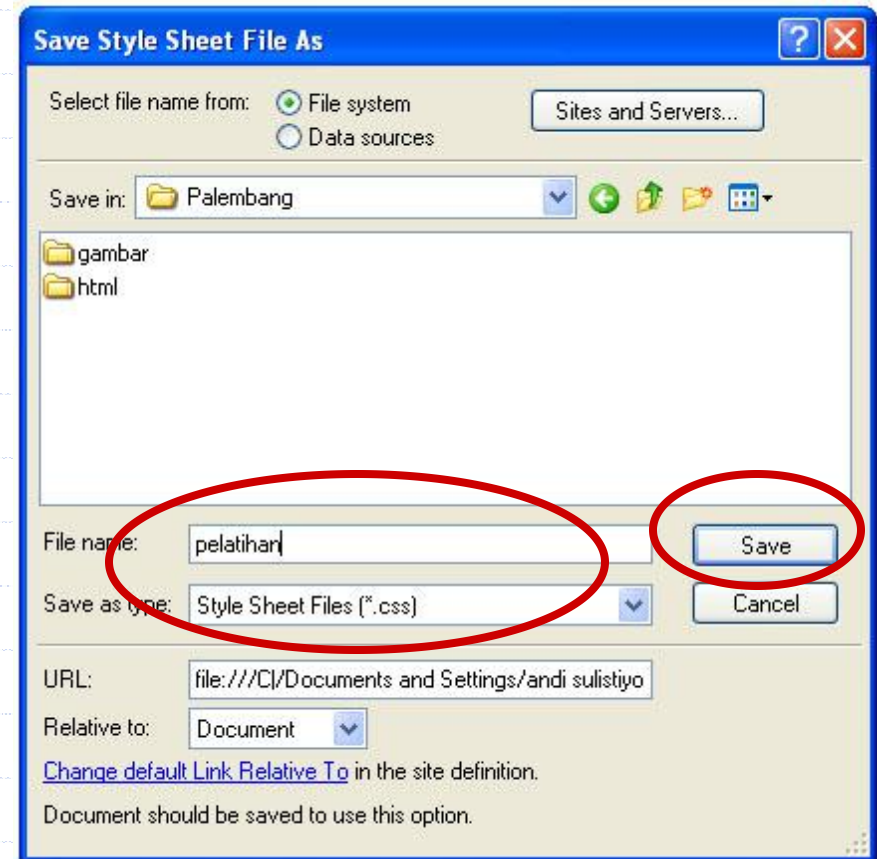 Save Style Sheet File As
Select file name from: File system Sites and Servers...
Data sources
Save in: Palembang
gambar
html
File name: pelatihan Save
Save as type: Style Sheet Files (*.css) Cancel
URL: file:///C|/Documents and Settings/andi sulistiyo
Relative to: Document
Change default Link Relative To in the site definition.
Document should be saved to use this option.